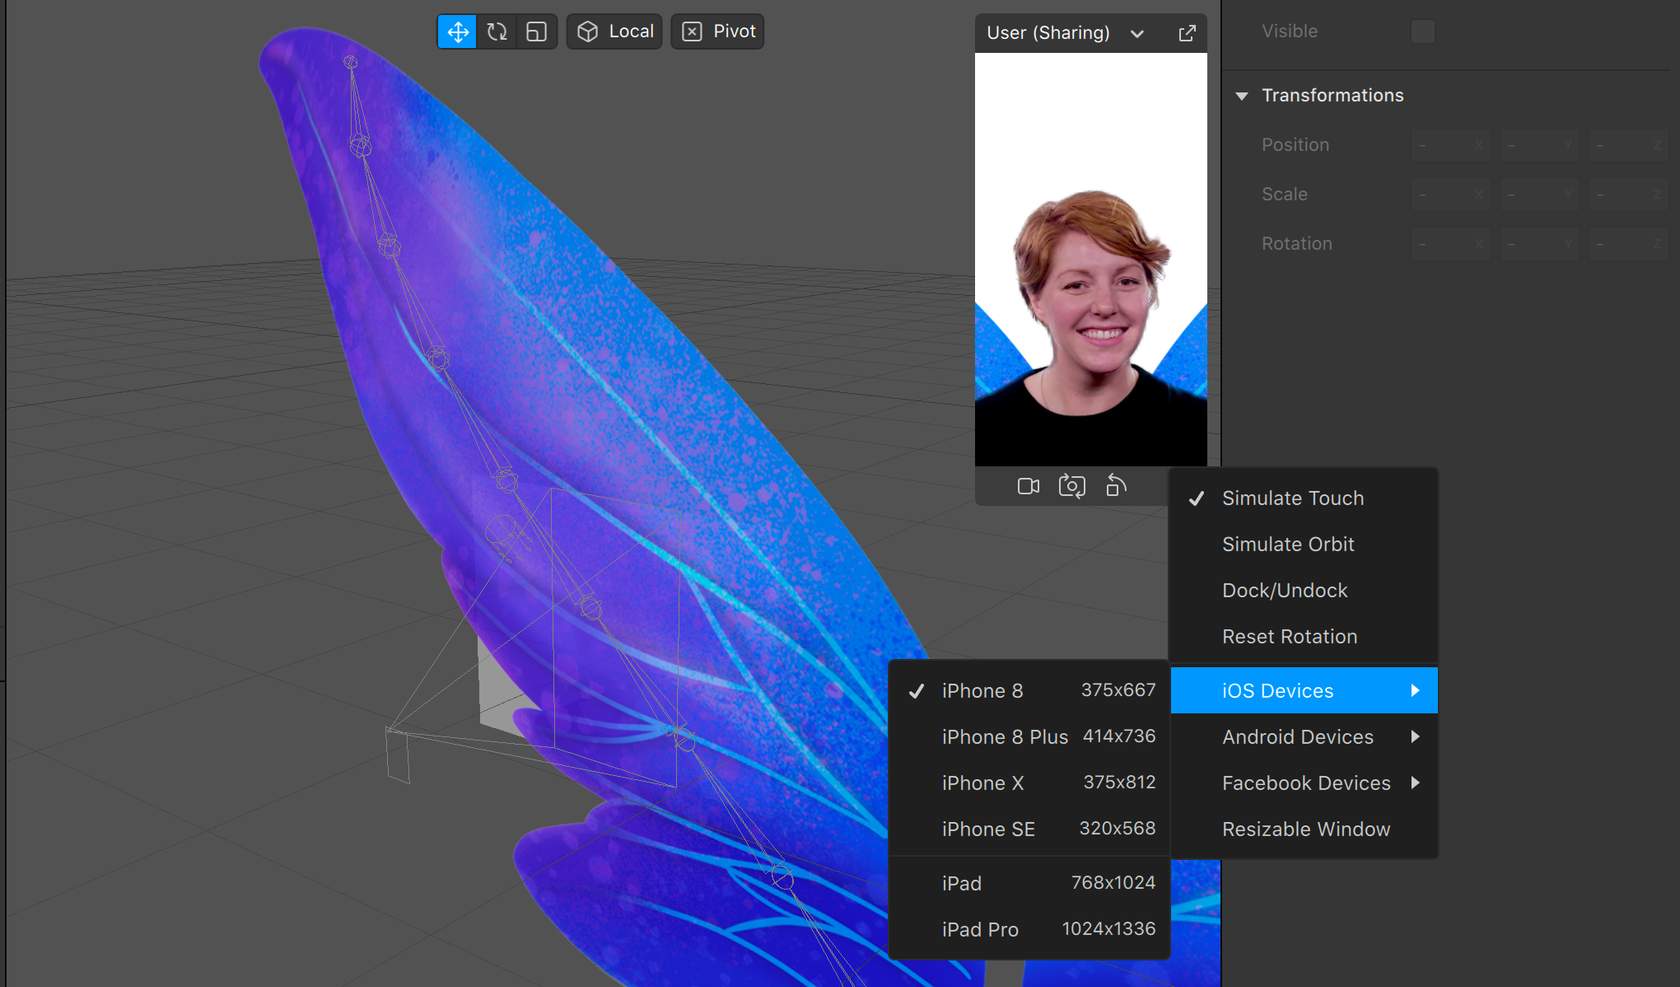 Local
Pivot
User (Sharing)
Visible
Transformations
Position - X - Y - Z
Scale - X - Y - Z
Rotation - X - Y - Z
Simulate Touch
Simulate Orbit
Dock/Undock
Reset Rotation
iOS Devices
Android Devices
Facebook Devices
Resizable Window
iPhone 8 375x667
iPhone 8 Plus 414x736
iPhone X 375x812
iPhone SE 320x568
iPad 768x1024
iPad Pro 1024x1336